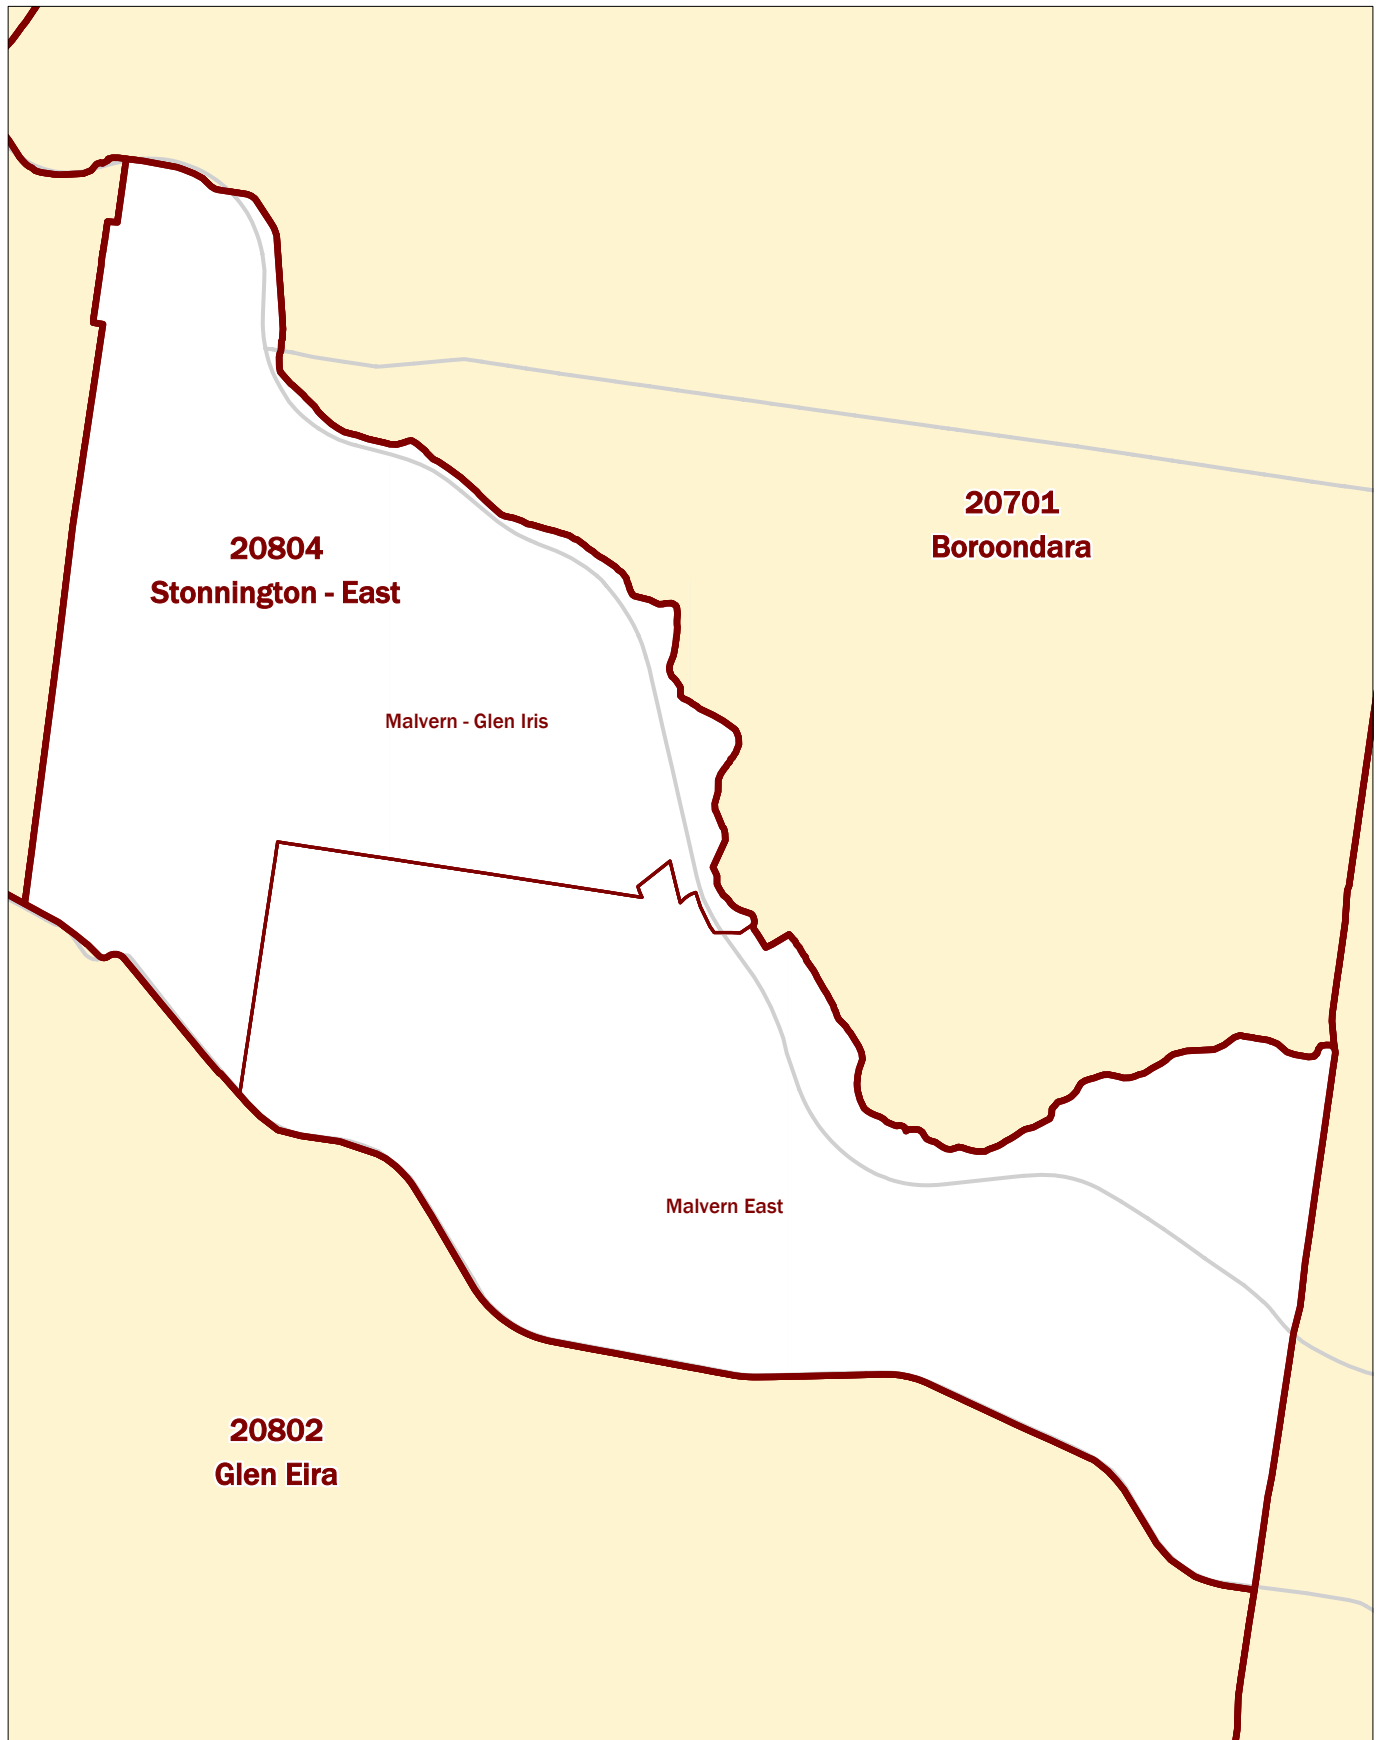 20701
Boroondara
20804
Stonnington - East
Malvern - Glen Iris
Malvern East
20802
Glen Eira